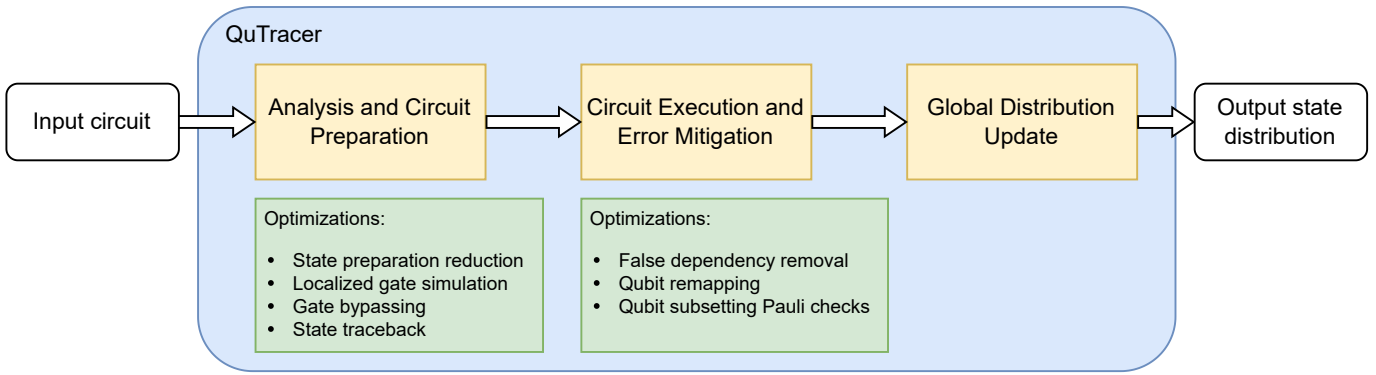 QuTracer
Input circuit
Analysis and Circuit
Preparation
Circuit Execution and
Error Mitigation
Global Distribution
Update
Output state
distribution
Optimizations:
• State preparation reduction
• Localized gate simulation
• Gate bypassing
• State traceback
Optimizations:
• False dependency removal
• Qubit remapping
• Qubit subsetting Pauli checks